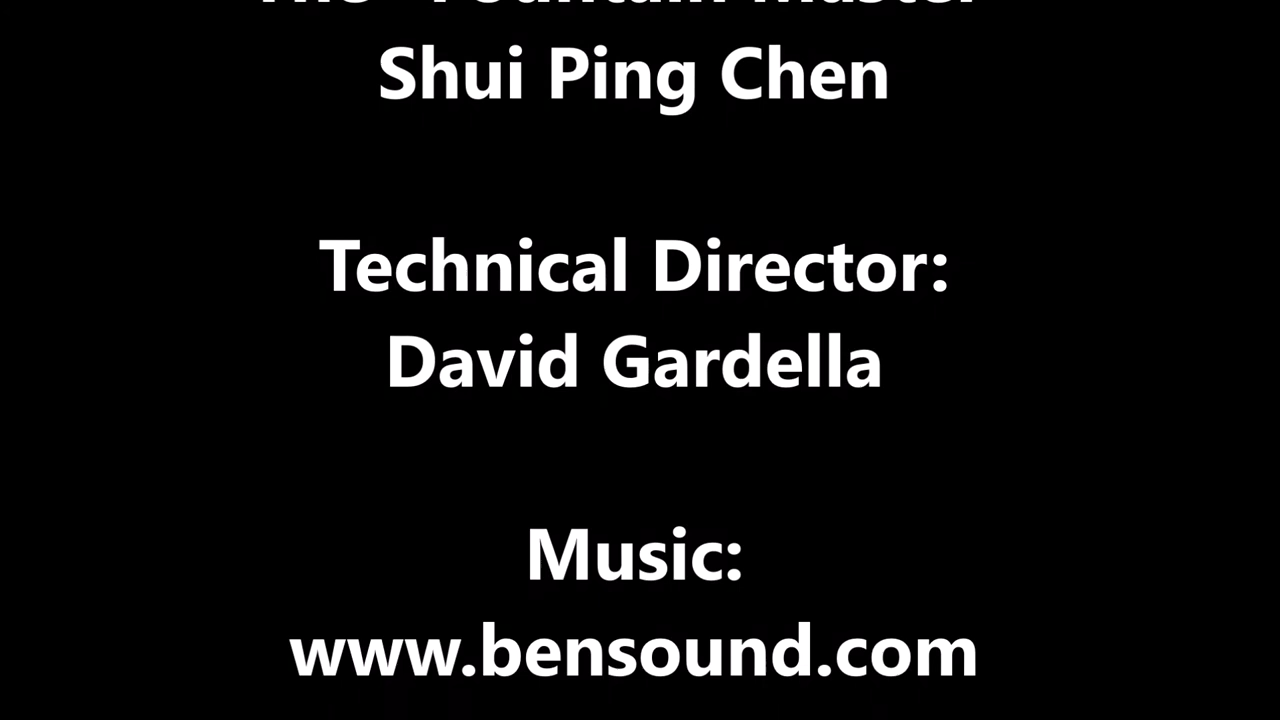 Shui Ping Chen
Technical Director:
David Gardella
Music:
www.bensound.com